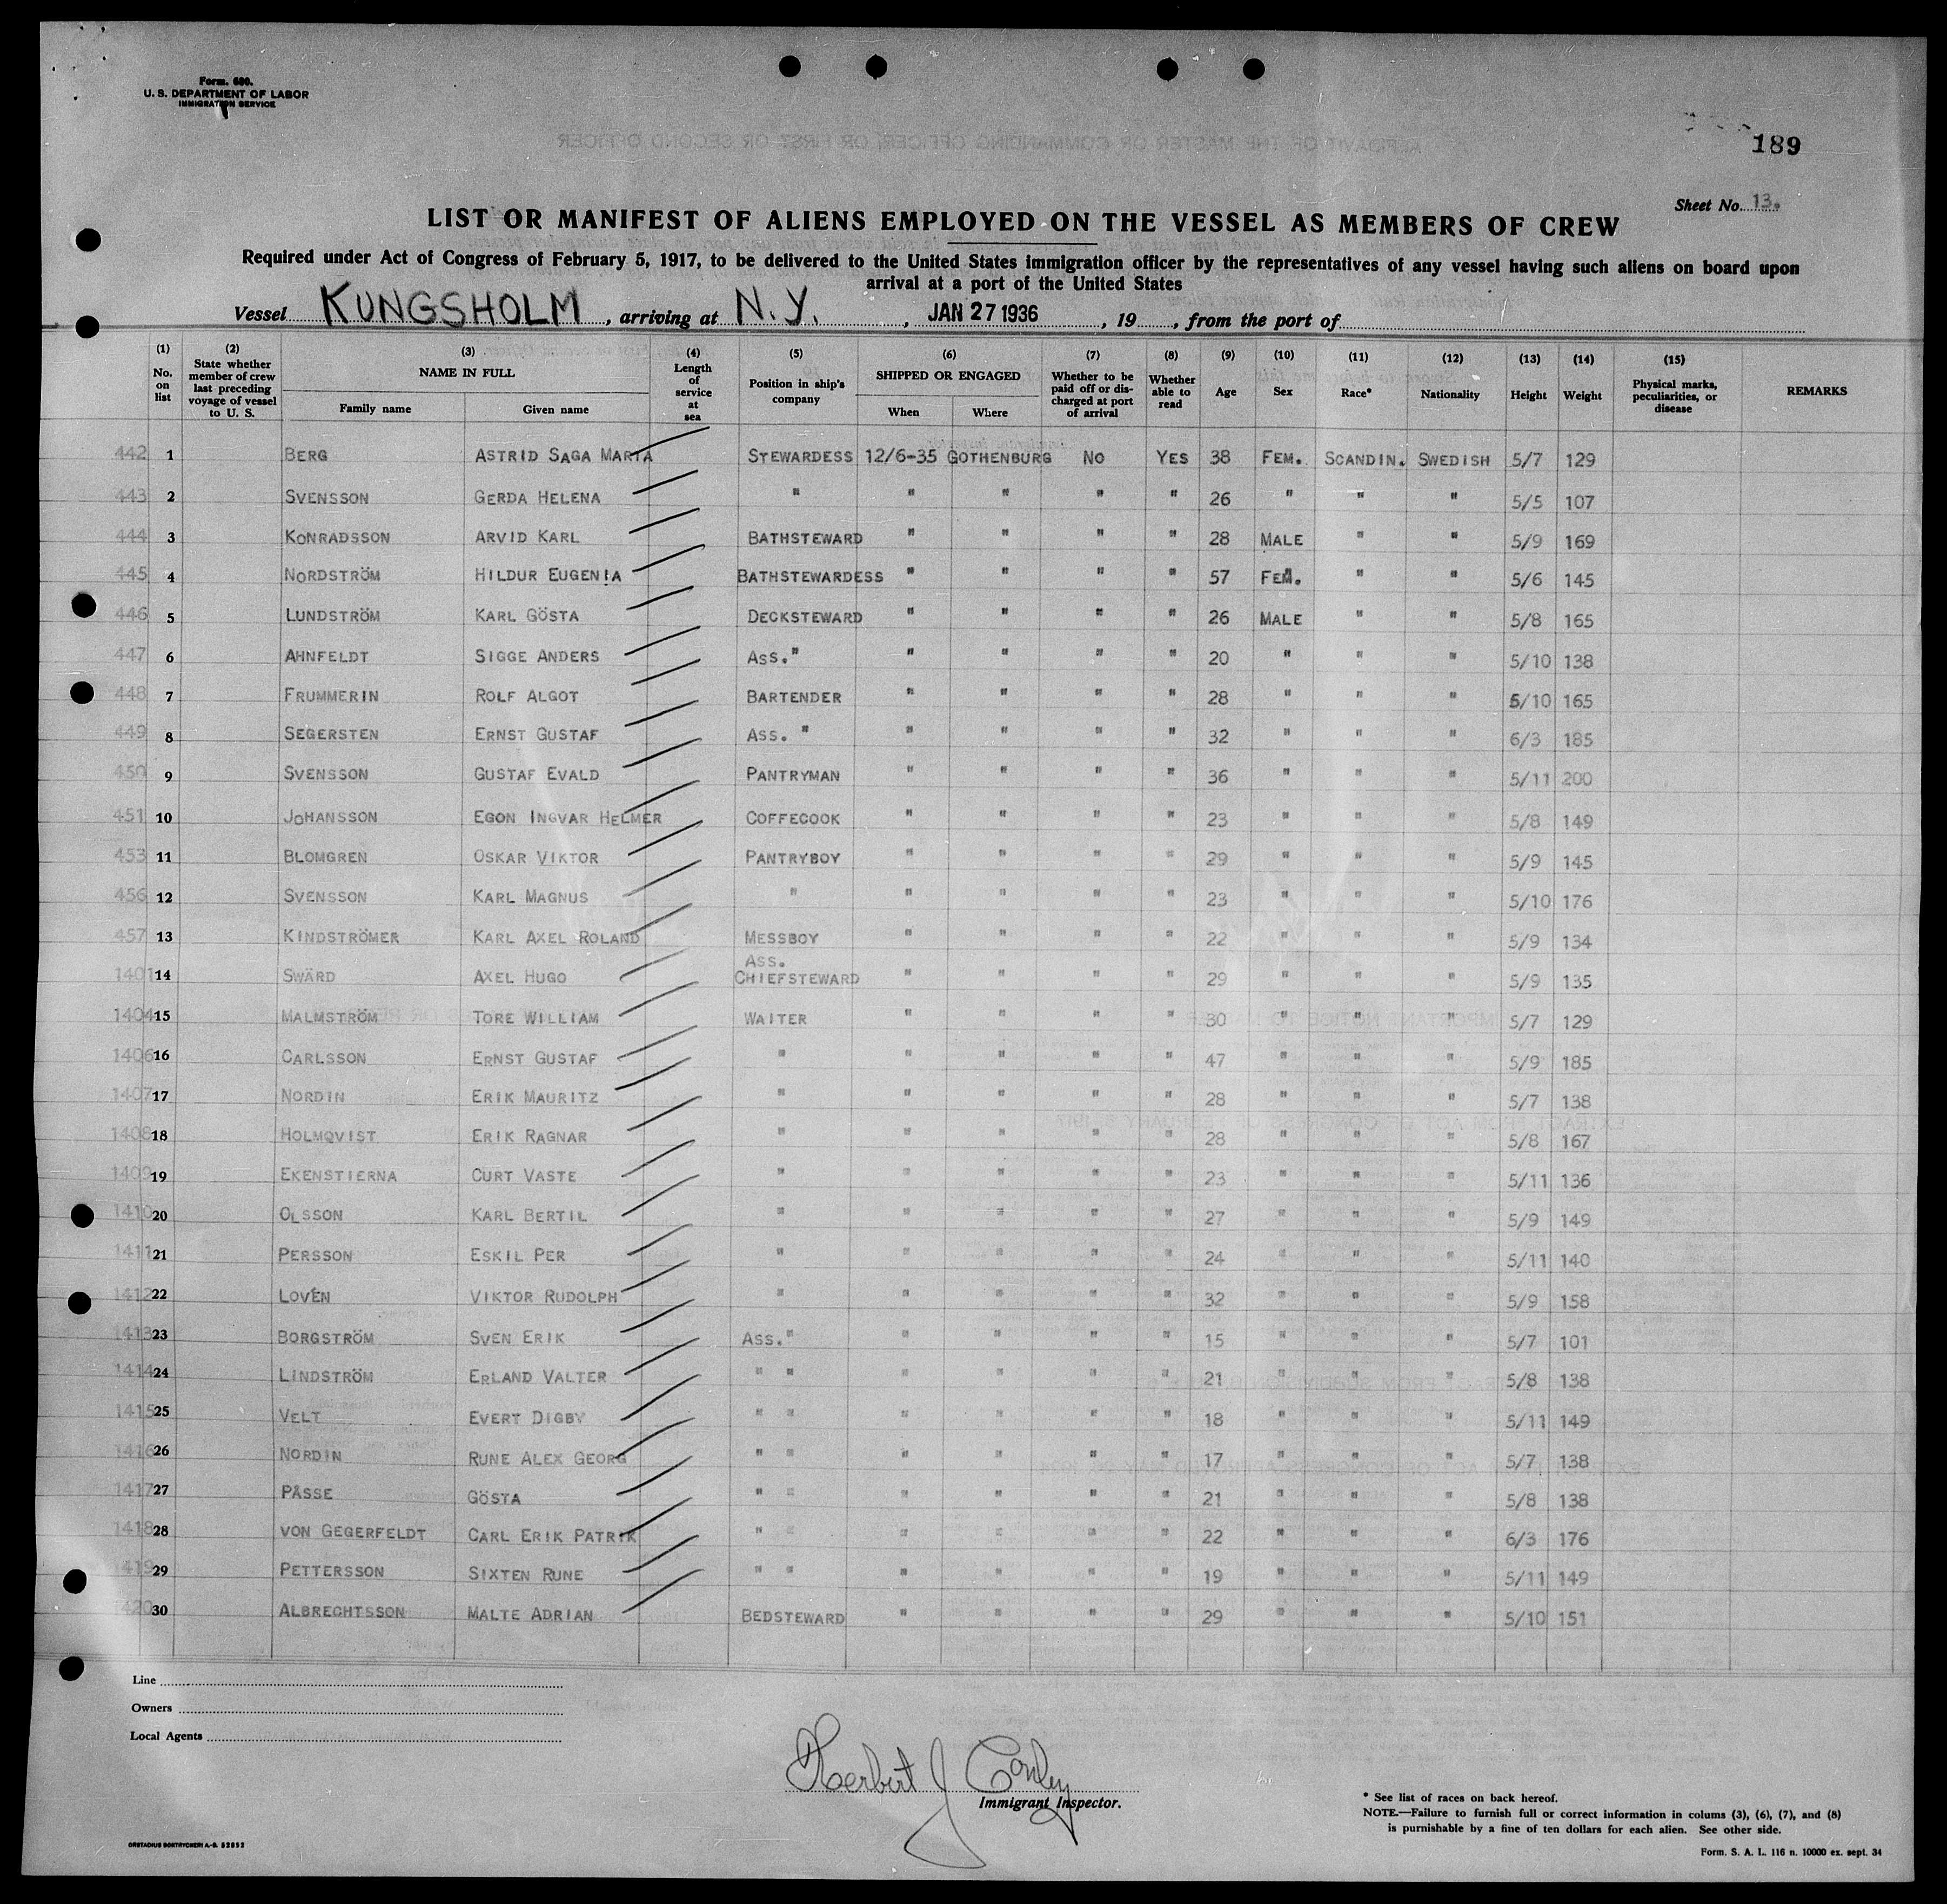 Form. 680.
U. S. DEPARTMENT OF LABOR
IMMIGRATION SERVICE
189
Sheet No. 13.
LIST OR MANIFEST OF ALIENS EMPLOYED ON THE VESSEL AS MEMBERS OF CREW
Required under Act of Congress of February 5, 1917, to be delivered to the United States immigration officer by the representatives of any vessel having such aliens on board upon
arrival at a port of the United States
Vessel KUNGSHOLM, arriving at N.Y., JAN 27 1936, 19, from the port of
(1) No. on list (2) State whether member of crew last preceding voyage of vessel to U. S. (3) NAME IN FULL Family name Given name (4) Length of service at sea (5) Position in ship's company (6) SHIPPED OR ENGAGED When Where (7) Whether to be paid off or discharged at port of arrival (8) Whether able to read (9) Age (10) Sex (11) Race* (12) Nationality (13) Height (14) Weight (15) Physical marks, peculiarities, or disease REMARKS
442 1 BERG ASTRID SAGA MARIA STEWARDESS 12/6-35 GOTHENBURG NO YES 38 FEM. SCANDIN. SWEDISH 5/7 129
443 2 SVENSSON GERDA HELENA " " " " " 26 " " " 5/5 107
444 3 KONRADSSON ARVID KARL BATHSTEWARD " " " " 28 MALE " " 5/9 169
445 4 NORDSTRÖM HILDUR EUGENIA BATHSTEWARDESS " " " " 57 FEM. " " 5/6 145
446 5 LUNDSTRÖM KARL GÖSTA DECKSTEWARD " " " " 26 MALE " " 5/8 165
447 6 AHNFELDT SIGGE ANDERS ASS." " " " " 20 " " " 5/10 138
448 7 FRUMMERIN ROLF ALGOT BARTENDER " " " " 28 " " " 5/10 165
449 8 SEGERSTEN ERNST GUSTAF ASS. " " " " " 32 " " " 6/3 185
450 9 SVENSSON GUSTAF EVALD PANTRYMAN " " " " 36 " " " 5/11 200
451 10 JOHANSSON EGON INGVAR HELMER COFFECOOK " " " " 23 " " " 5/8 149
453 11 BLOMGREN OSKAR VIKTOR PANTRYBOY " " " " 29 " " " 5/9 145
456 12 SVENSSON KARL MAGNUS " " " " " 23 " " " 5/10 176
457 13 KINDSTRÖMER KARL AXEL ROLAND MESSBOY " " " " 22 " " " 5/9 134
1401 14 SWÄRD AXEL HUGO ASS. CHIEFSTEWARD " " " " 29 " " " 5/9 135
1404 15 MALMSTRÖM TORE WILLIAM WAITER " " " " 30 " " " 5/7 129
1406 16 CARLSSON ERNST GUSTAF " " " " " 47 " " " 5/9 185
1407 17 NORDIN ERIK MAURITZ " " " " " 28 " " " 5/7 138
1408 18 HOLMQVIST ERIK RAGNAR " " " " " 28 " " " 5/8 167
1409 19 EKENSTIERNA CURT VASTE " " " " " 23 " " " 5/11 136
1410 20 OLSSON KARL BERTIL " " " " " 27 " " " 5/9 149
1411 21 PERSSON ESKIL PER " " " " " 24 " " " 5/11 140
1412 22 LOVÉN VIKTOR RUDOLPH " " " " " 32 " " " 5/9 158
1413 23 BORGSTRÖM SVEN ERIK ASS." " " " " 15 " " " 5/7 101
1414 24 LINDSTRÖM ERLAND VALTER " " " " " " 21 " " " 5/8 138
1415 25 VELT EVERT DIGBY " " " " " " 18 " " " 5/11 149
1416 26 NORDIN RUNE ALEX GEORG " " " " " " 17 " " " 5/7 138
1417 27 PÅSSE GÖSTA " " " " " " 21 " " " 5/8 138
1418 28 VON GEGERFELDT CARL ERIK PATRIK " " " " " " 22 " " " 6/3 176
1419 29 PETTERSSON SIXTEN RUNE " " " " " " 19 " " " 5/11 149
1420 30 ALBRECHTSSON MALTE ADRIAN BEDSTEWARD " " " " 29 " " " 5/10 151
Line
Owners
Local Agents
Herbert J Conley
Immigrant Inspector.
* See list of races on back hereof.
NOTE.—Failure to furnish full or correct information in colums (3), (6), (7), and (8)
is purnishable by a fine of ten dollars for each alien. See other side.
Form. S. A. L. 116 n. 10000 ex. sept. 34